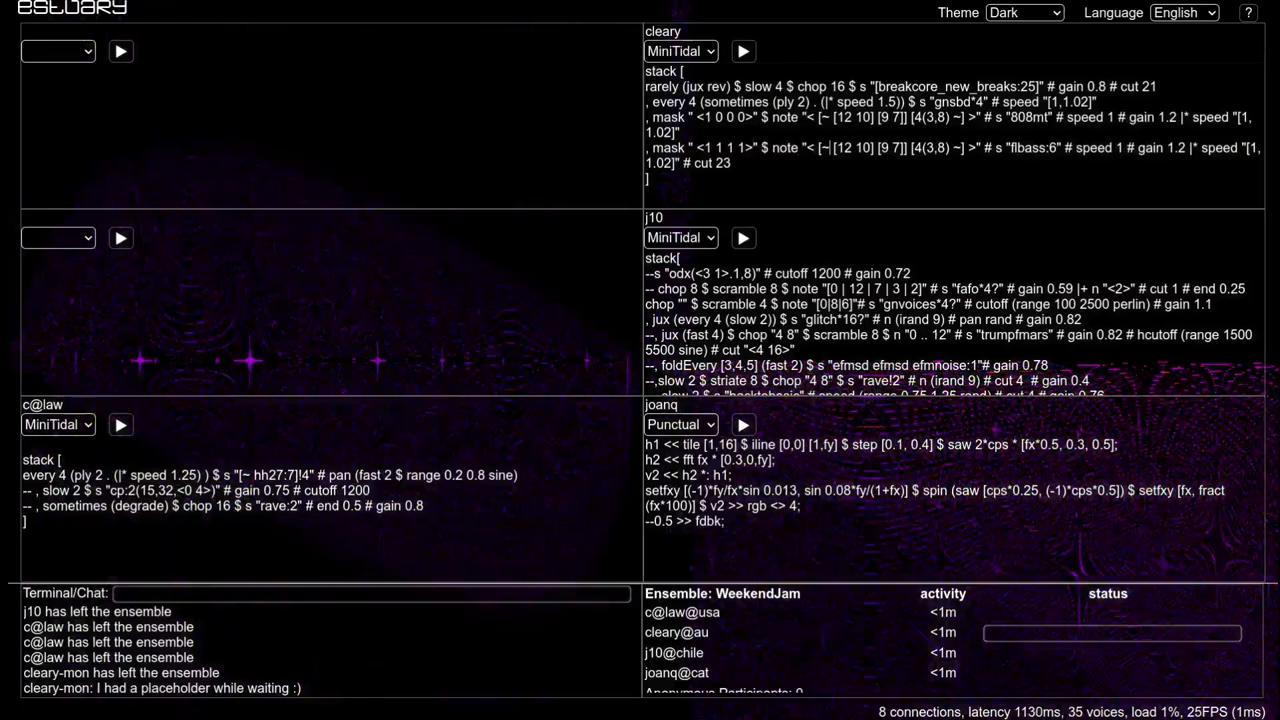 estuary
Theme Dark Language English ?
cleary
MiniTidal
stack [
rarely (jux rev) $ slow 4 $ chop 16 $ s "[breakcore_new_breaks:25]" # gain 0.8 # cut 21
, every 4 (sometimes (ply 2) . (|* speed 1.5)) $ s "gnsbd*4" # speed "[1,1.02]"
, mask " <1 0 0 0>" $ note "< [~ [12 10] [9 7]] [4(3,8) ~] >" # s "808mt" # speed 1 # gain 1.2 |* speed "[1,
1.02]"
, mask " <1 1 1 1>" $ note "< [~[12 10] [9 7]] [4(3,8) ~] >" # s "flbass:6" # speed 1 # gain 1.2 |* speed "[1,
1.02]" # cut 23
]
j10
MiniTidal
stack[
--s "odx(<3 1>.1,8)" # cutoff 1200 # gain 0.72
-- chop 8 $ scramble 8 $ note "[0 | 12 | 7 | 3 | 2]" # s "fafo*4?" # gain 0.59 |+ n "<2>" # cut 1 # end 0.25
chop "" $ scramble 4 $ note "[0|8|6]"# s "gnvoices*4?" # cutoff (range 100 2500 perlin) # gain 1.1
, jux (every 4 (slow 2)) $ s "glitch*16?" # n (irand 9) # pan rand # gain 0.82
--, jux (fast 4) $ chop "4 8" $ scramble 8 $ n "0 .. 12" # s "trumpfmars" # gain 0.82 # hcutoff (range 1500
5500 sine) # cut "<4 16>"
--, foldEvery [3,4,5] (fast 2) $ s "efmsd efmsd efmnoise:1"# gain 0.78
--,slow 2 $ striate 8 $ chop "4 8" $ s "rave!2" # n (irand 9) # cut 4 # gain 0.4
c@law
MiniTidal
stack [
every 4 (ply 2 . (|* speed 1.25) ) $ s "[~ hh27:7]!4" # pan (fast 2 $ range 0.2 0.8 sine)
-- , slow 2 $ s "cp:2(15,32,<0 4>)" # gain 0.75 # cutoff 1200
-- , sometimes (degrade) $ chop 16 $ s "rave:2" # end 0.5 # gain 0.8
]
joanq
Punctual
h1 << tile [1,16] $ iline [0,0] [1,fy] $ step [0.1, 0.4] $ saw 2*cps * [fx*0.5, 0.3, 0.5];
h2 << fft fx * [0.3,0,fy];
v2 << h2 *: h1;
setfxy [(-1)*fy/fx*sin 0.013, sin 0.08*fy/(1+fx)] $ spin (saw [cps*0.25, (-1)*cps*0.5]) $ setfxy [fx, fract
(fx*100)] $ v2 >> rgb <> 4;
--0.5 >> fdbk;
Terminal/Chat:
j10 has left the ensemble
c@law has left the ensemble
c@law has left the ensemble
c@law has left the ensemble
cleary-mon has left the ensemble
cleary-mon: I had a placeholder while waiting :)
Ensemble: WeekendJam activity status
c@law@usa <1m
cleary@au <1m
j10@chile <1m
joanq@cat <1m
Anonymous Participants: 0
8 connections, latency 1130ms, 35 voices, load 1%, 25FPS (1ms)